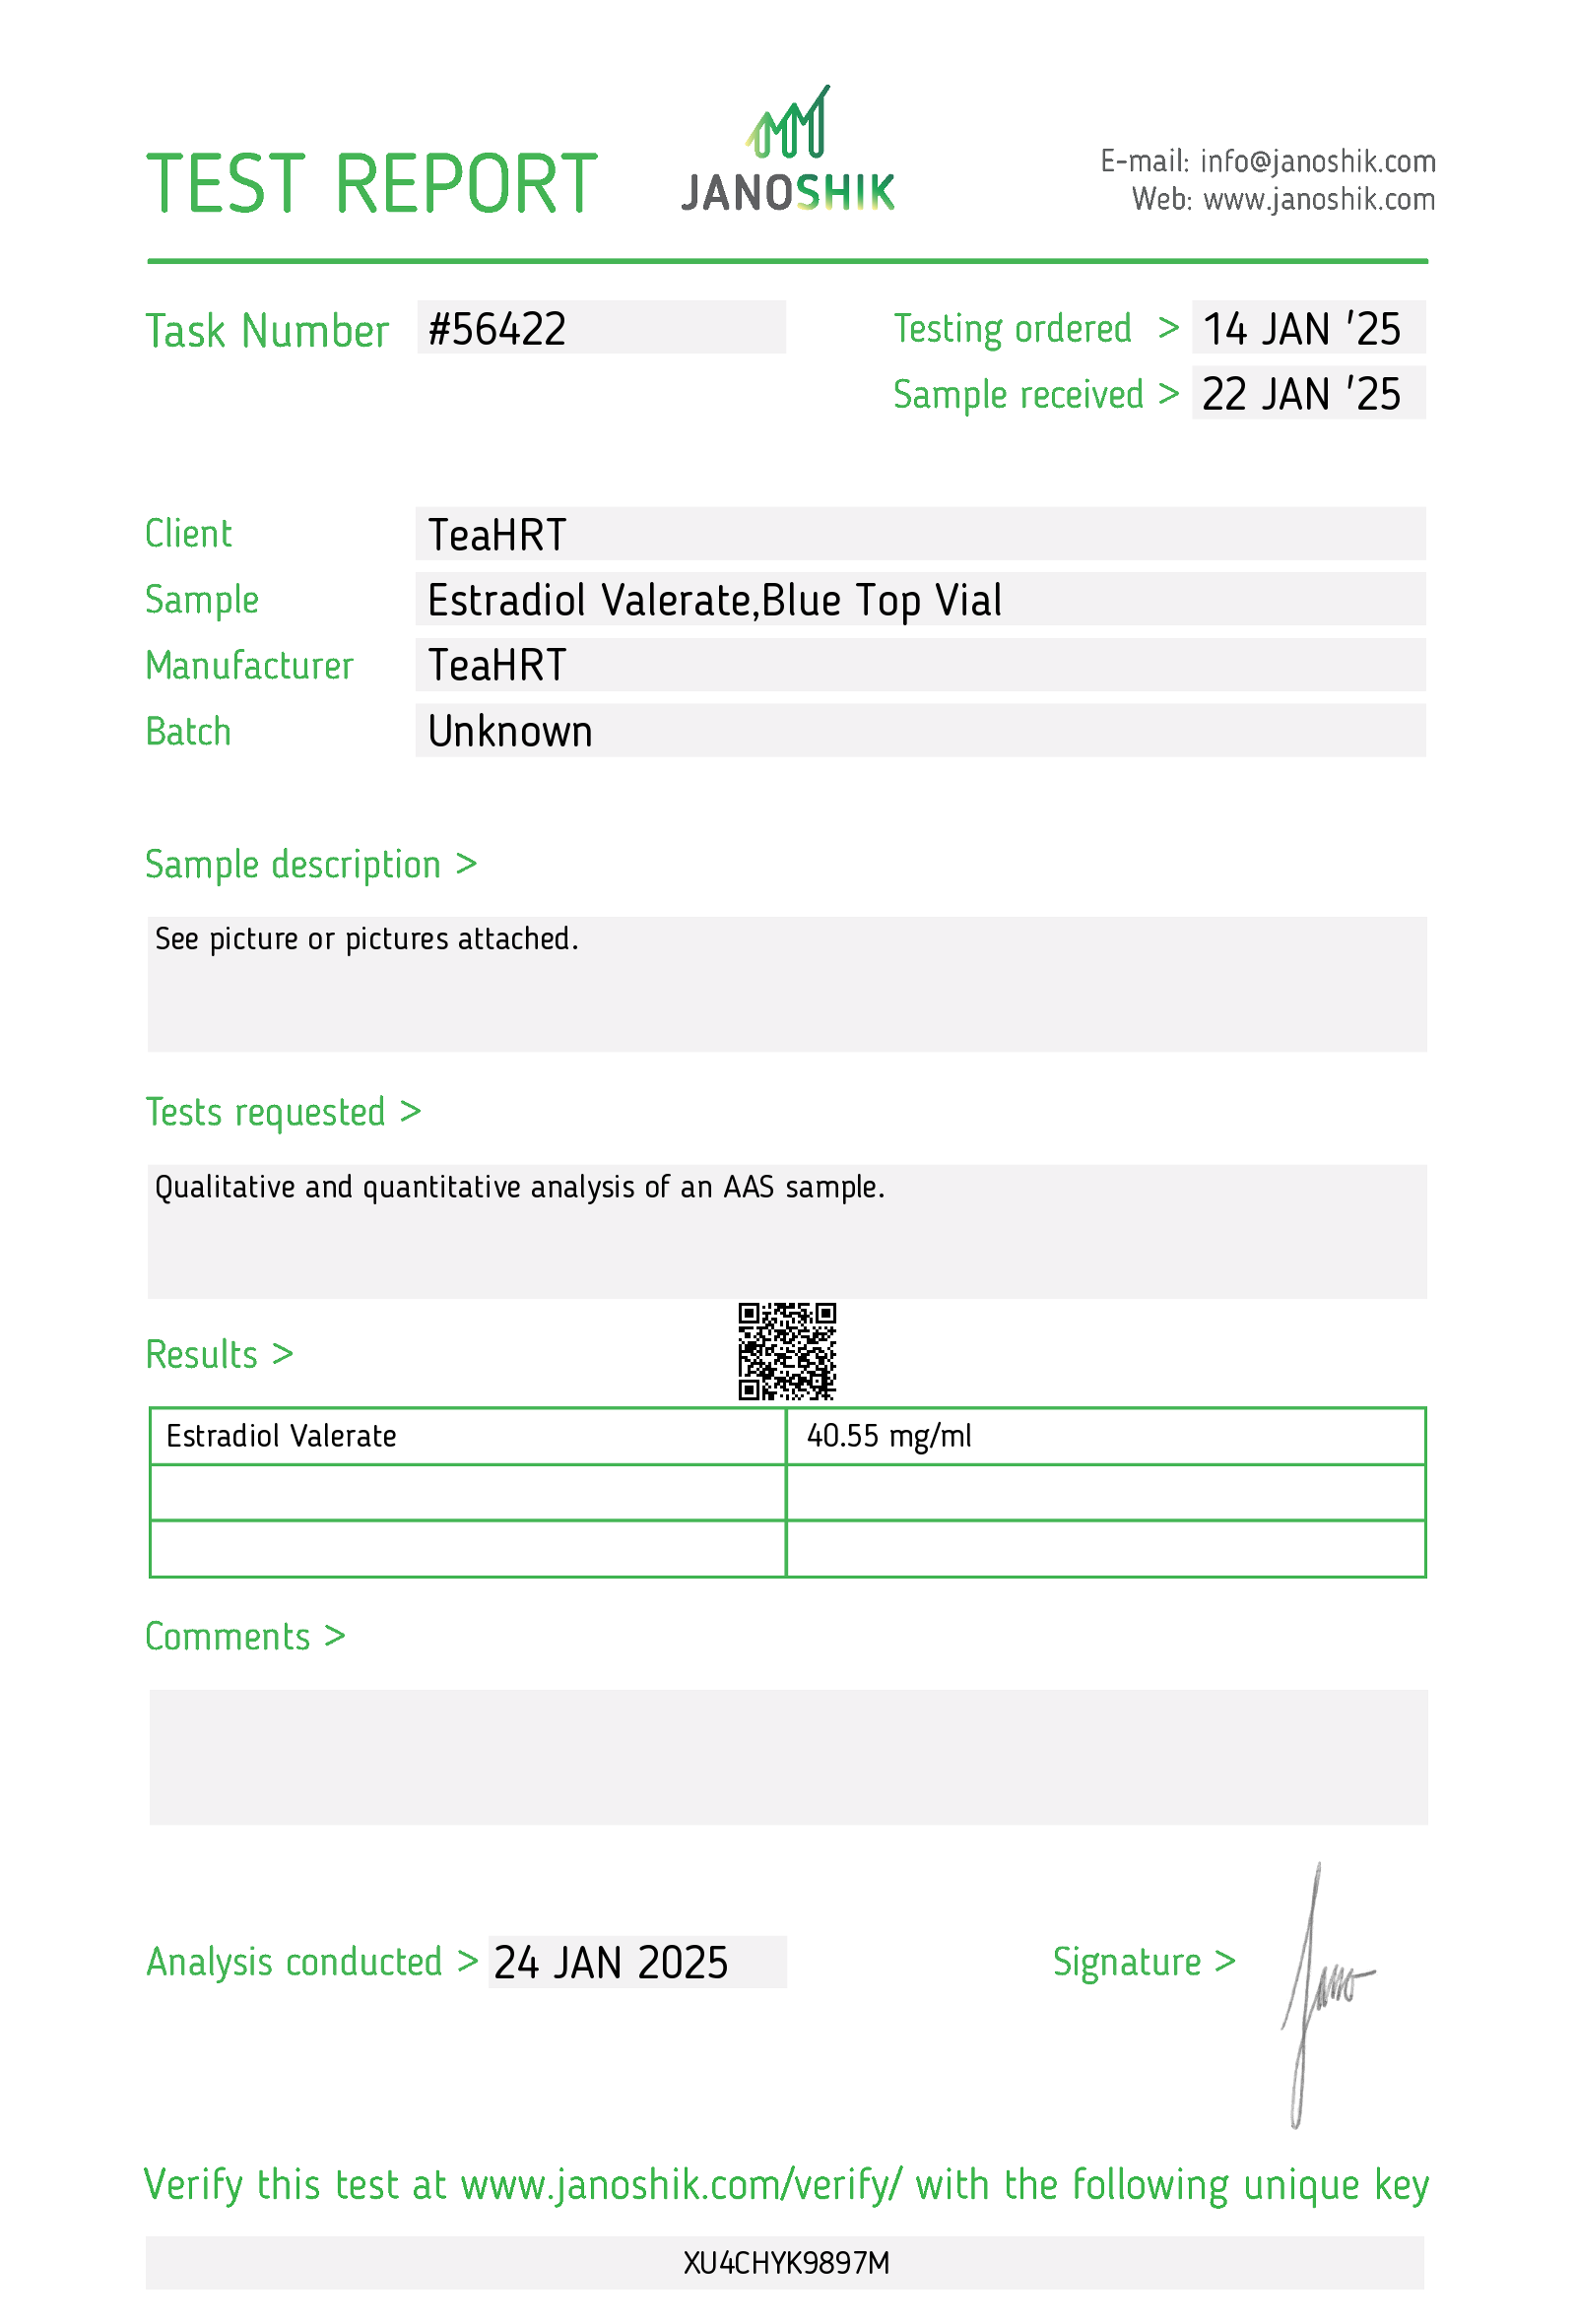 TEST REPORT
JANOSHIK
E-mail: info@janoshik.com
Web: www.janoshik.com
Task Number #56422
Testing ordered > 14 JAN '25
Sample received > 22 JAN '25
Client TeaHRT
Sample Estradiol Valerate,Blue Top Vial
Manufacturer TeaHRT
Batch Unknown
Sample description >
See picture or pictures attached.
Tests requested >
Qualitative and quantitative analysis of an AAS sample.
Results >
Estradiol Valerate 40.55 mg/ml
Comments >
Analysis conducted > 24 JAN 2025
Signature > Jano
Verify this test at www.janoshik.com/verify/ with the following unique key
XU4CHYK9897M